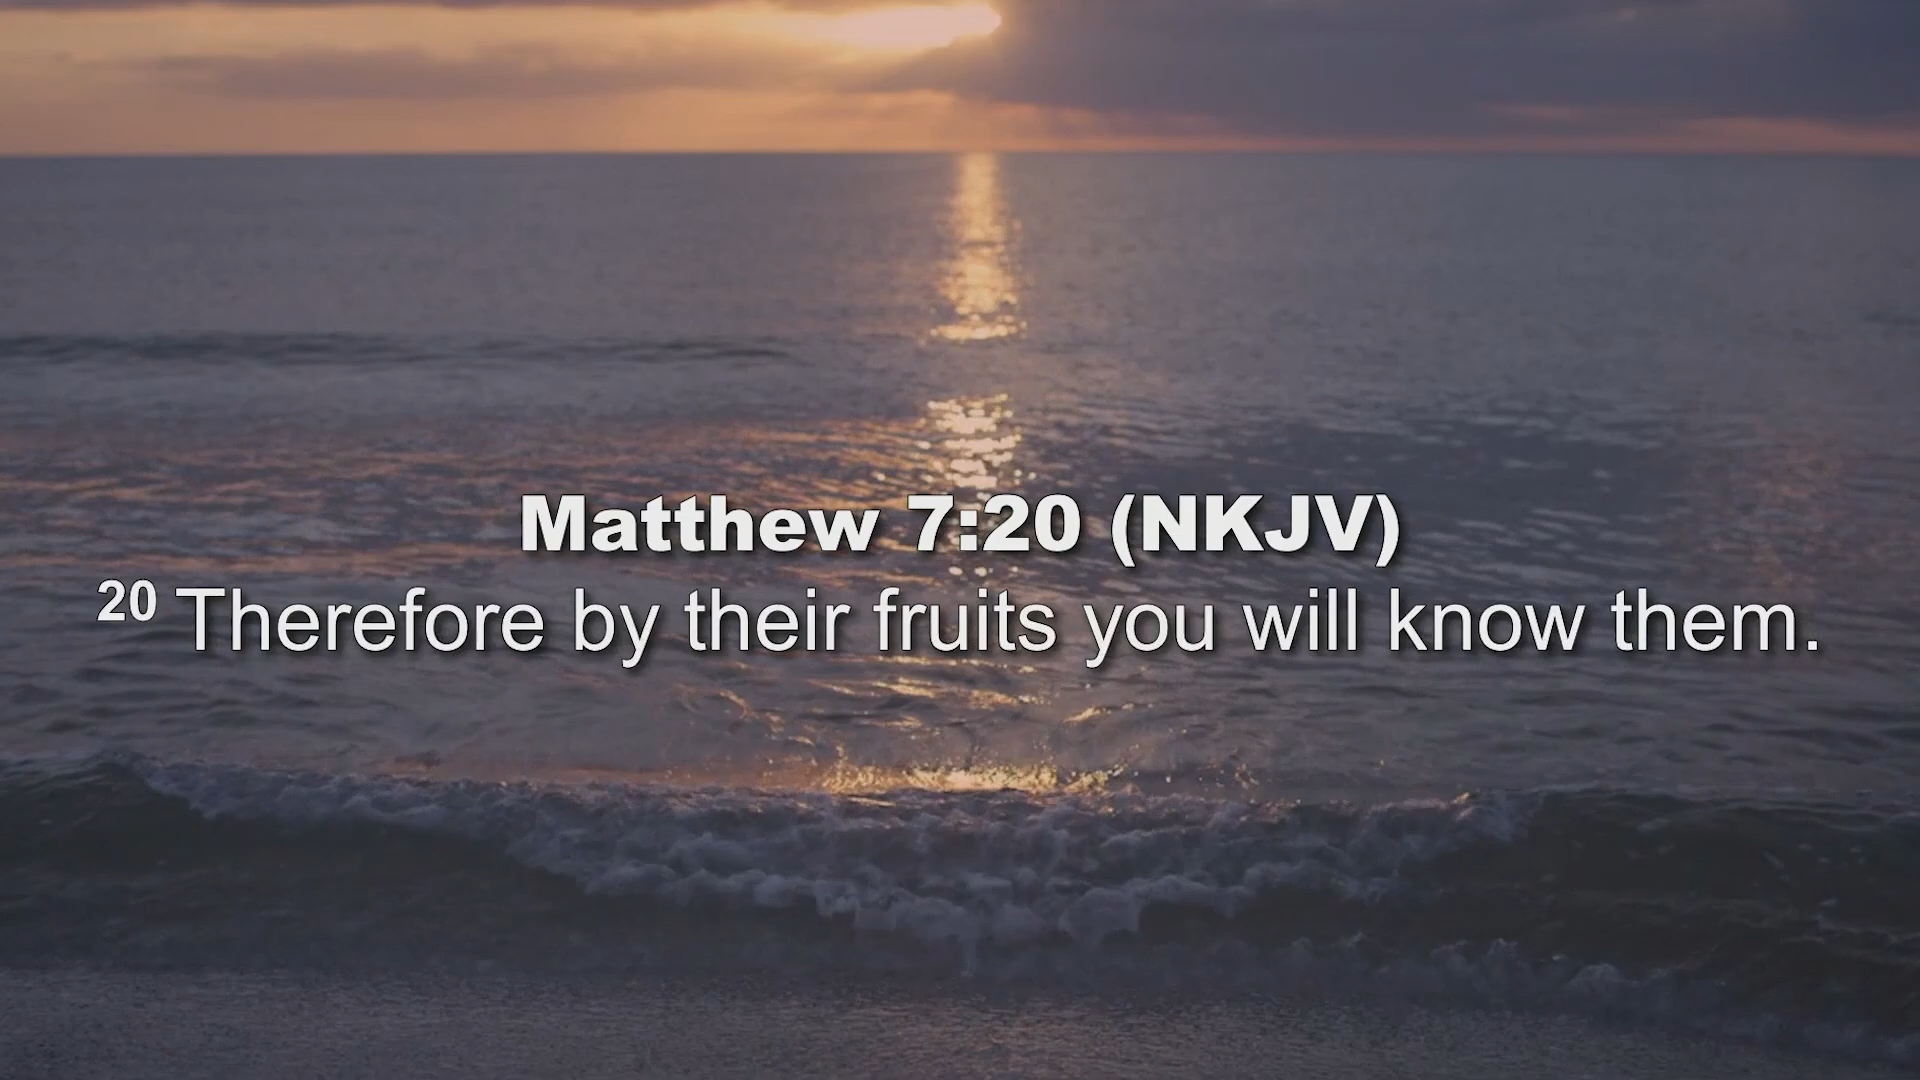 Matthew 7:20 (NKJV)
20 Therefore by their fruits you will know them.